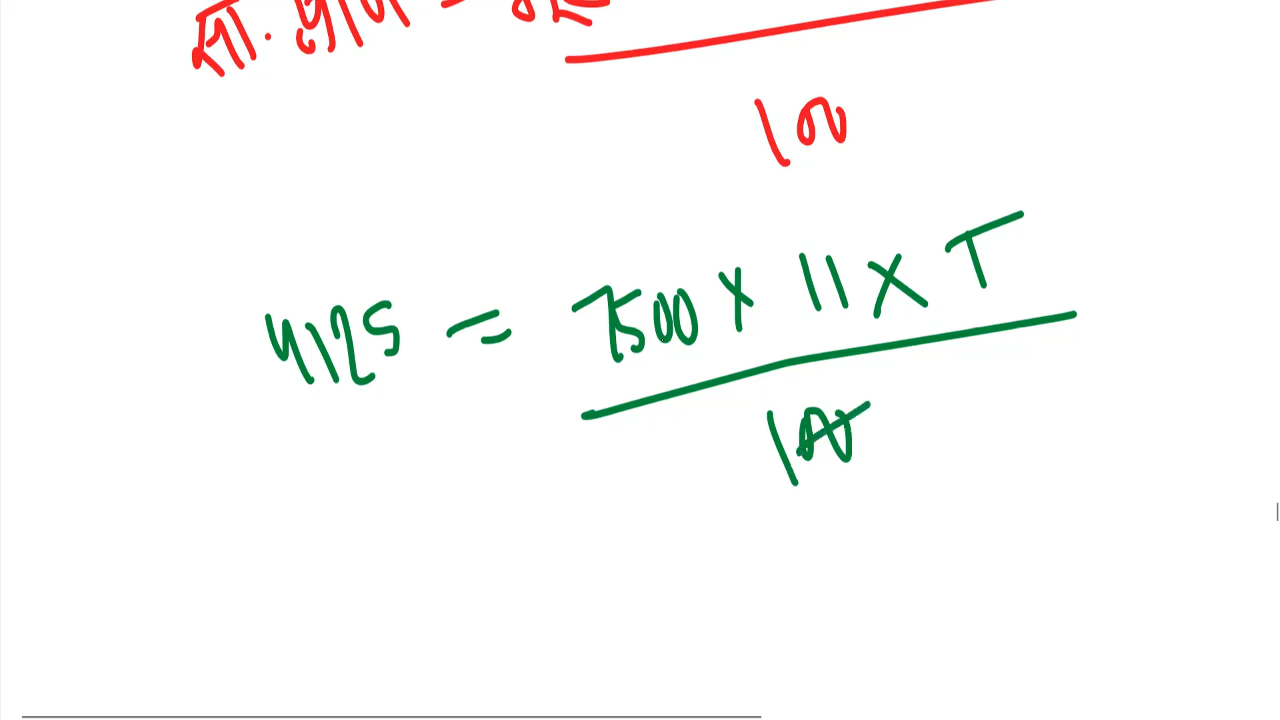 सा. ब्याज =
100
4125 = 7500 × 11 × T
100